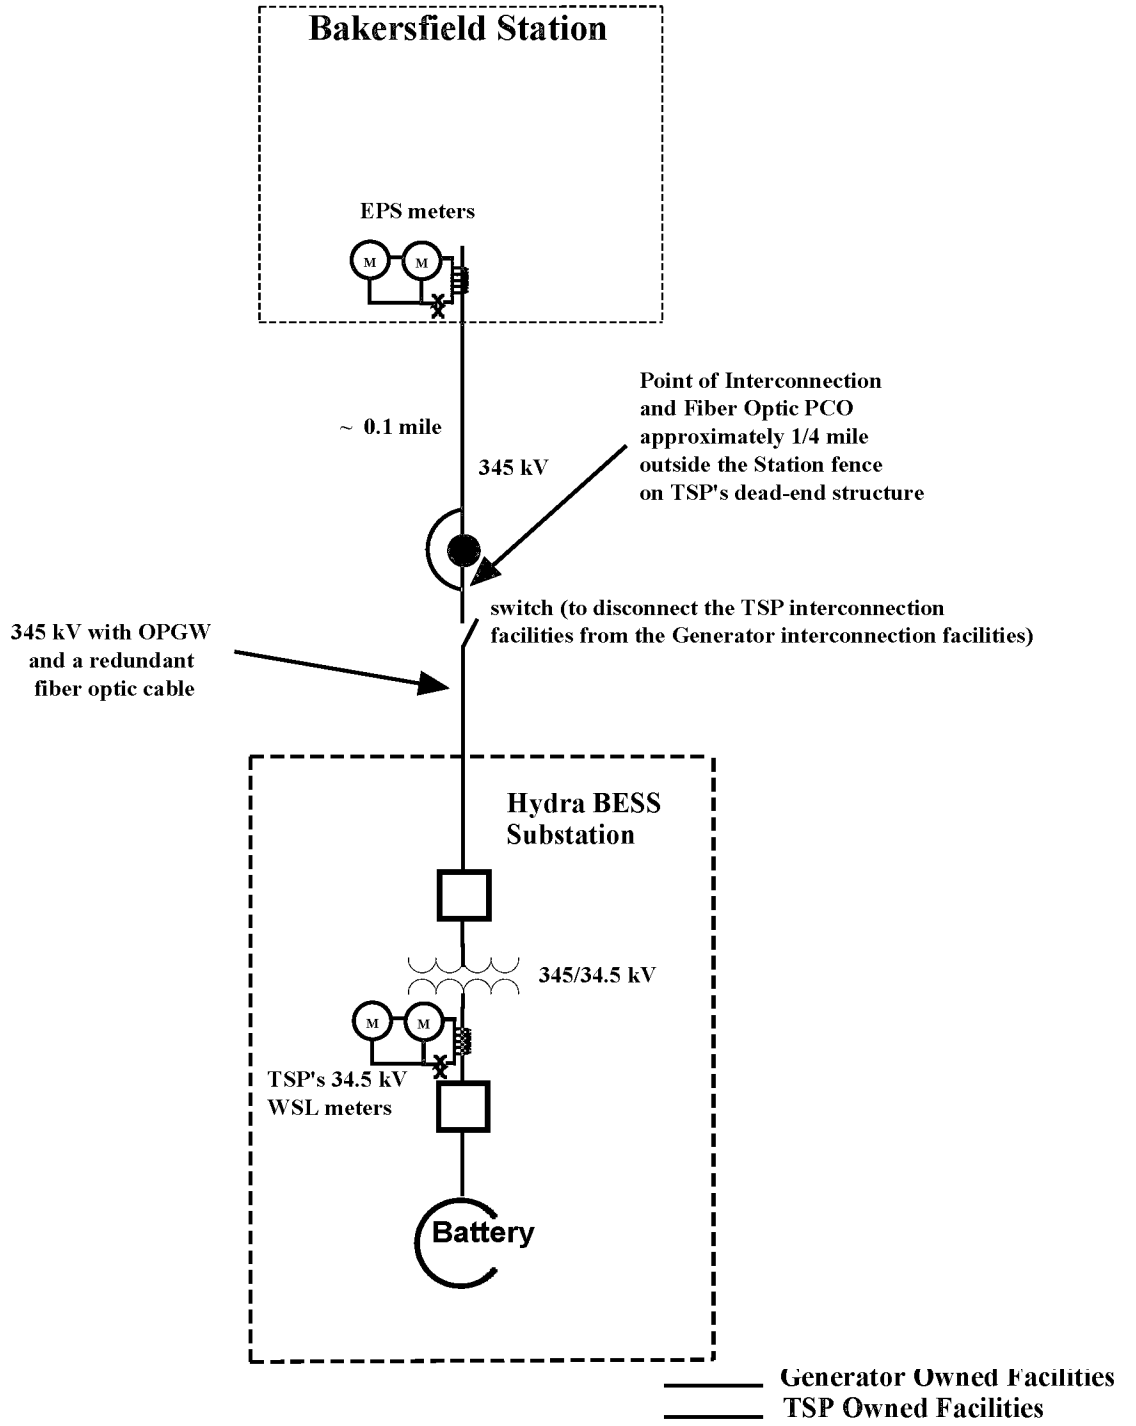 Bakersfield Station
EPS meters
M M
~ 0.1 mile
345 kV
Point of Interconnection
and Fiber Optic PCO
approximately 1/4 mile
outside the Station fence
on TSP's dead-end structure
switch (to disconnect the TSP interconnection
facilities from the Generator interconnection facilities)
345 kV with OPGW
and a redundant
fiber optic cable
Hydra BESS
Substation
345/34.5 kV
M M
TSP's 34.5 kV
WSL meters
Battery
Generator Owned Facilities
TSP Owned Facilities